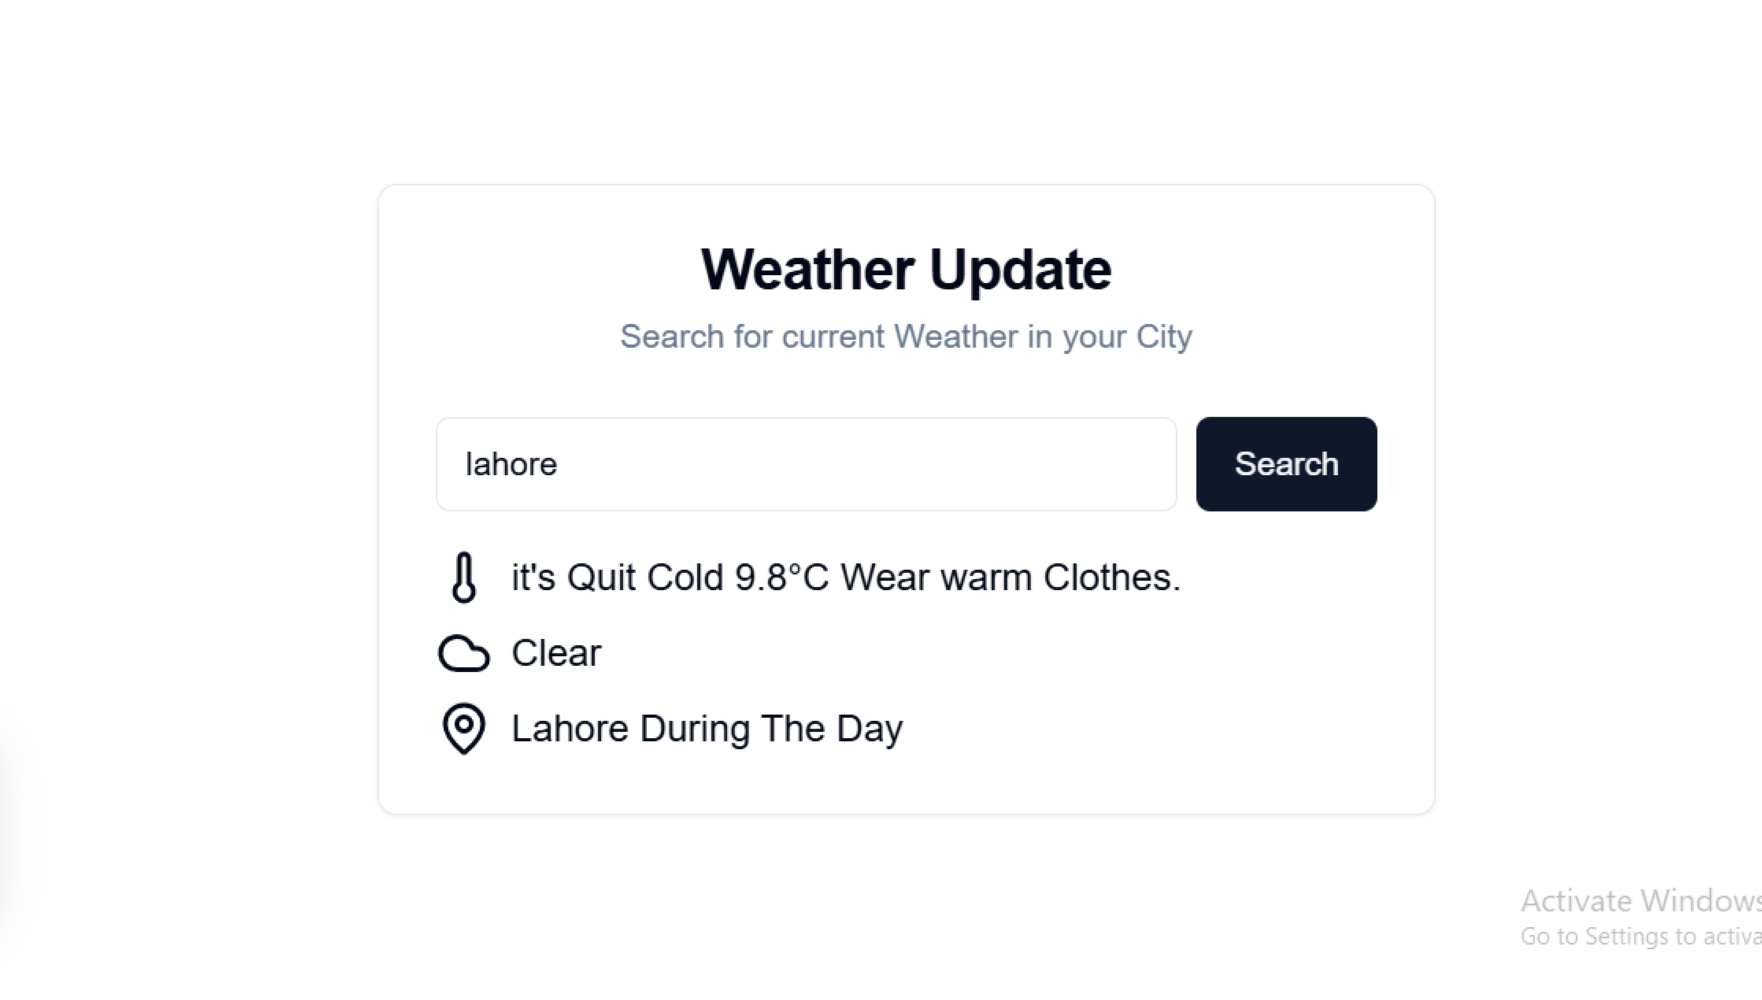 Weather Update
Search for current Weather in your City
lahore
Search
it's Quit Cold 9.8°C Wear warm Clothes.
Clear
Lahore During The Day
Activate Windows
Go to Settings to activa